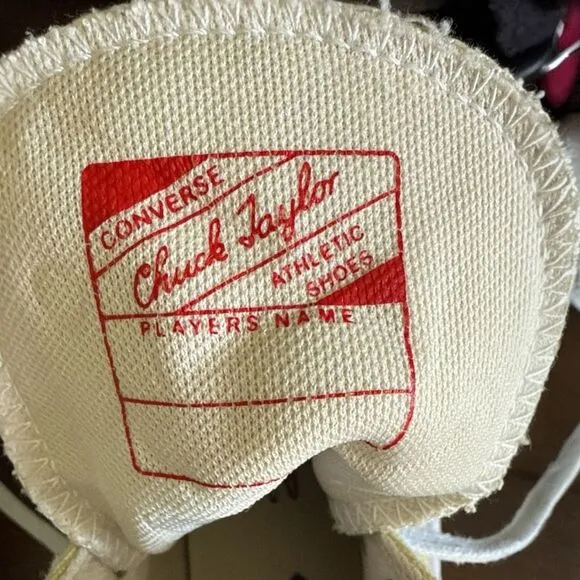 CONVERSE
Chuck Taylor
ATHLETIC
SHOES
PLAYERS NAME